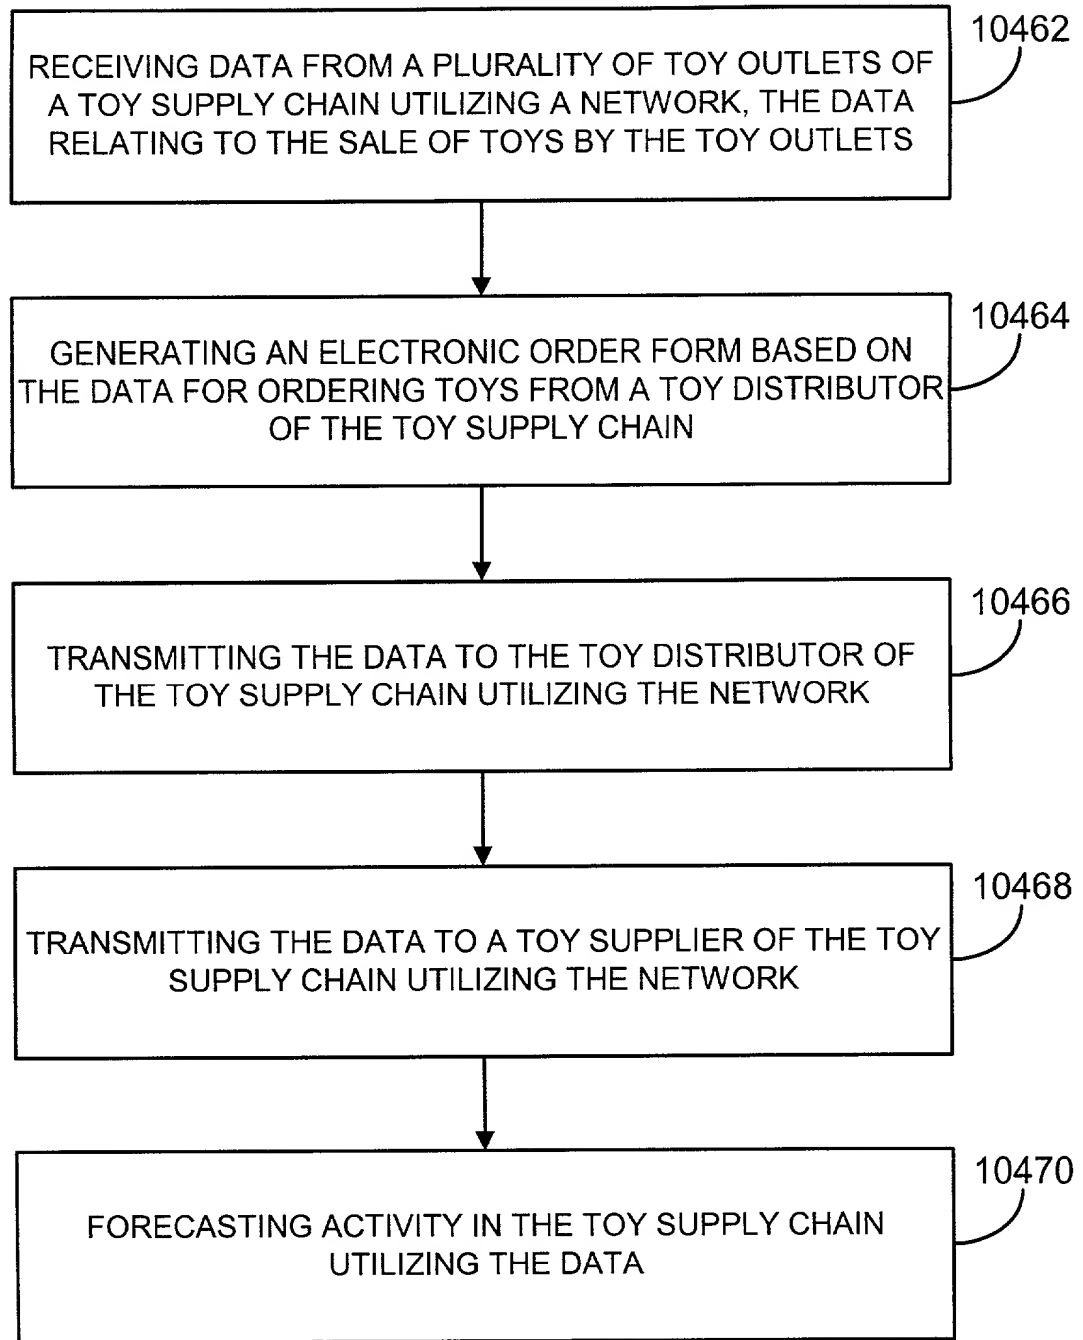 10462
RECEIVING DATA FROM A PLURALITY OF TOY OUTLETS OF
A TOY SUPPLY CHAIN UTILIZING A NETWORK, THE DATA
RELATING TO THE SALE OF TOYS BY THE TOY OUTLETS
10464
GENERATING AN ELECTRONIC ORDER FORM BASED ON
THE DATA FOR ORDERING TOYS FROM A TOY DISTRIBUTOR
OF THE TOY SUPPLY CHAIN
10466
TRANSMITTING THE DATA TO THE TOY DISTRIBUTOR OF
THE TOY SUPPLY CHAIN UTILIZING THE NETWORK
10468
TRANSMITTING THE DATA TO A TOY SUPPLIER OF THE TOY
SUPPLY CHAIN UTILIZING THE NETWORK
10470
FORECASTING ACTIVITY IN THE TOY SUPPLY CHAIN
UTILIZING THE DATA